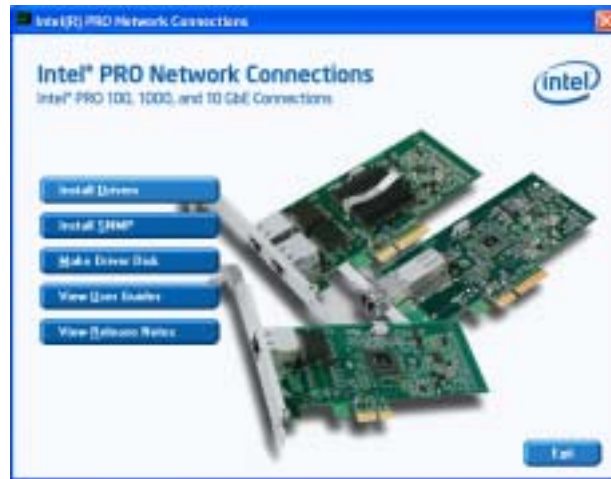 Intel(R) PRO Network Connections
Intel® PRO Network Connections
Intel® PRO 100, 1000, and 10 GbE Connections
intel
Install Drivers
Install SNMP*
Make Driver Disk
View User Guides
View Release Notes
Exit